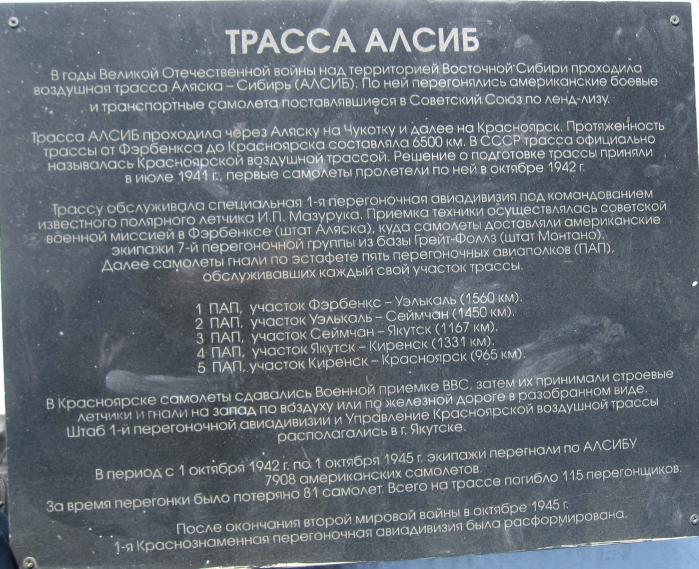 ТРАССА АЛСИБ
В годы Великой Отечественной войны над территорией Восточной Сибири проходила
воздушная трасса Аляска – Сибирь (АЛСИБ). По ней перегонялись американские боевые
и транспортные самолета поставлявшиеся в Советский Союз по ленд-лизу.
Трасса АЛСИБ проходила через Аляску на Чукотку и далее на Красноярск. Протяженность
трассы от Фэрбенкса до Красноярска составляла 6500 км. В СССР трасса официально
называлась Красноярской воздушной трассой. Решение о подготовке трассы приняли
в июле 1941 г., первые самолеты пролетели по ней в октябре 1942 г.
Трассу обслуживала специальная 1-я перегоночная авиадивизия под командованием
известного полярного летчика И.П. Мазурука. Приемка техники осуществлялась советской
военной миссией в Фэрбенксе (штат Аляска), куда самолеты доставляли американские
экипажи 7-й перегоночной группы из базы Грейт-Фоллз (штат Монтано).
Далее самолеты гнали по эстафете пять перегоночных авиаполков (ПАП),
обслуживавших каждый свой участок трассы.
1 ПАП, участок Фэрбенкс – Уэлькаль (1560 км).
2 ПАП, участок Уэлькаль – Сеймчан (1450 км).
3 ПАП, участок Сеймчан – Якутск (1167 км).
4 ПАП, участок Якутск – Киренск (1331 км).
5 ПАП, участок Киренск – Красноярск (965 км).
В Красноярске самолеты сдавались Военной приемке ВВС, затем их принимали строевые
летчики и гнали на запад по воздуху или по железной дороге в разобранном виде.
Штаб 1-й перегоночной авиадивизии и Управление Красноярской воздушной трассы
располагались в г. Якутске.
В период с 1 октября 1942 г. по 1 октября 1945 г. экипажи перегнали по АЛСИБУ
7908 американских самолетов.
За время перегонки было потеряно 81 самолет. Всего на трассе погибло 115 перегонщиков.
После окончания второй мировой войны в октябре 1945 г.
1-я Краснознаменная перегоночная авиадивизия была расформирована.